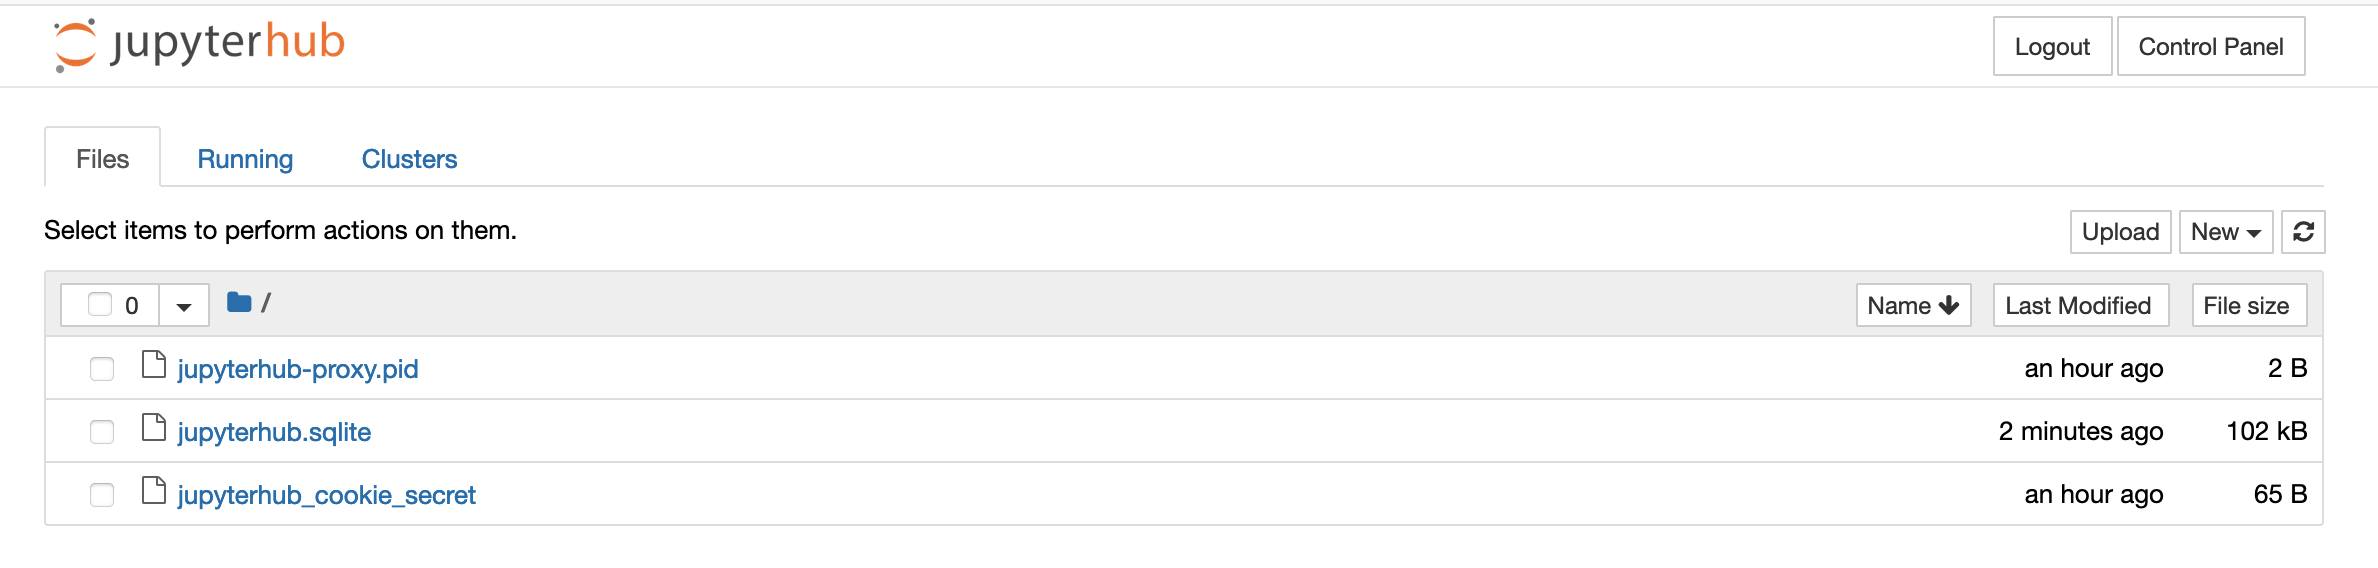 jupyterhub
Logout Control Panel
Files Running Clusters
Select items to perform actions on them.
Upload New
0 / Name Last Modified File size
jupyterhub-proxy.pid an hour ago 2 B
jupyterhub.sqlite 2 minutes ago 102 kB
jupyterhub_cookie_secret an hour ago 65 B